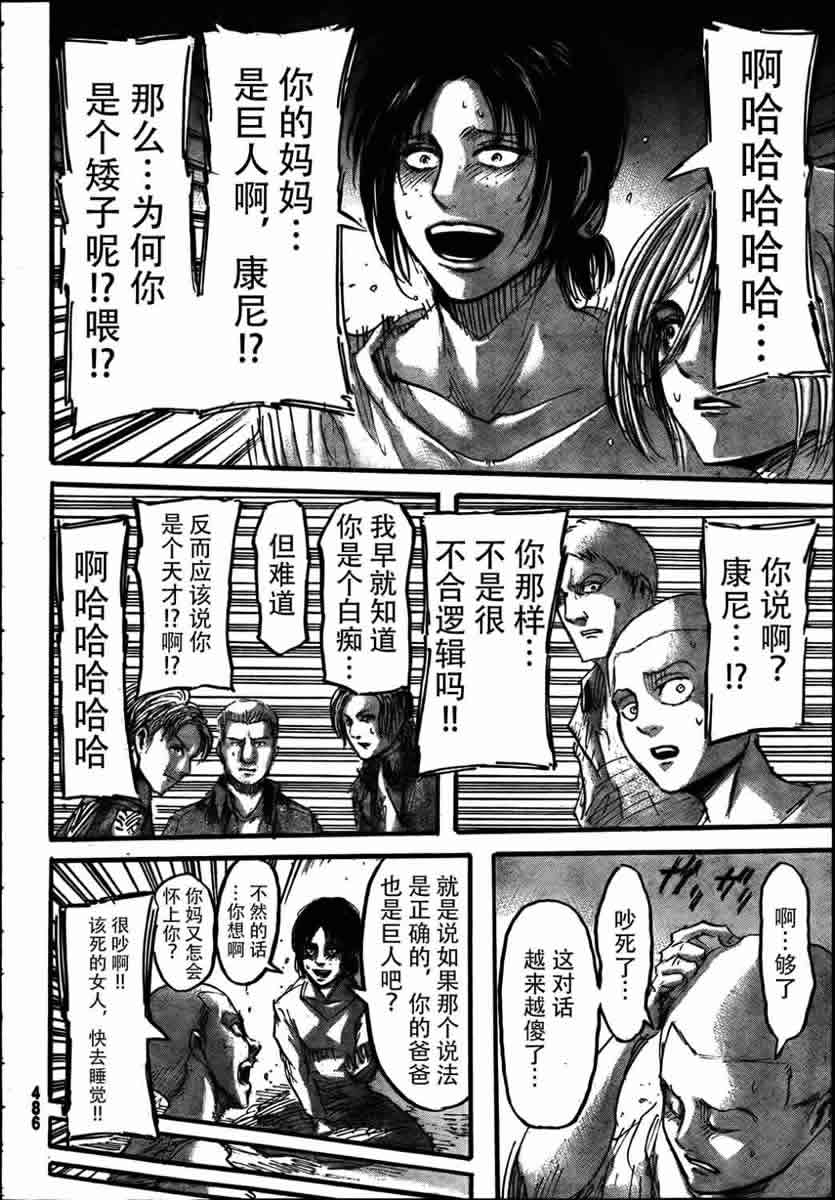 啊哈哈哈哈哈…
你的妈妈…
是巨人啊,
康尼!?
那么…为何你
是个矮子呢!?喂!?
你说啊?
康尼…!?
你那样…
不是很
不合逻辑吗!!
我早就知道
你是个白痴…
但难道
反而应该说你
是个天才!?啊!?
啊哈哈哈哈哈
啊…够了
吵死了…
这对话
越来越傻了…
ガッ
ガッ
就是说如果那个说法
是正确的,你的爸爸
也是巨人吧?
不然的话
…你想啊
你妈又怎会
怀上你?
很吵啊!!
该死的女人,快去睡觉!!
486